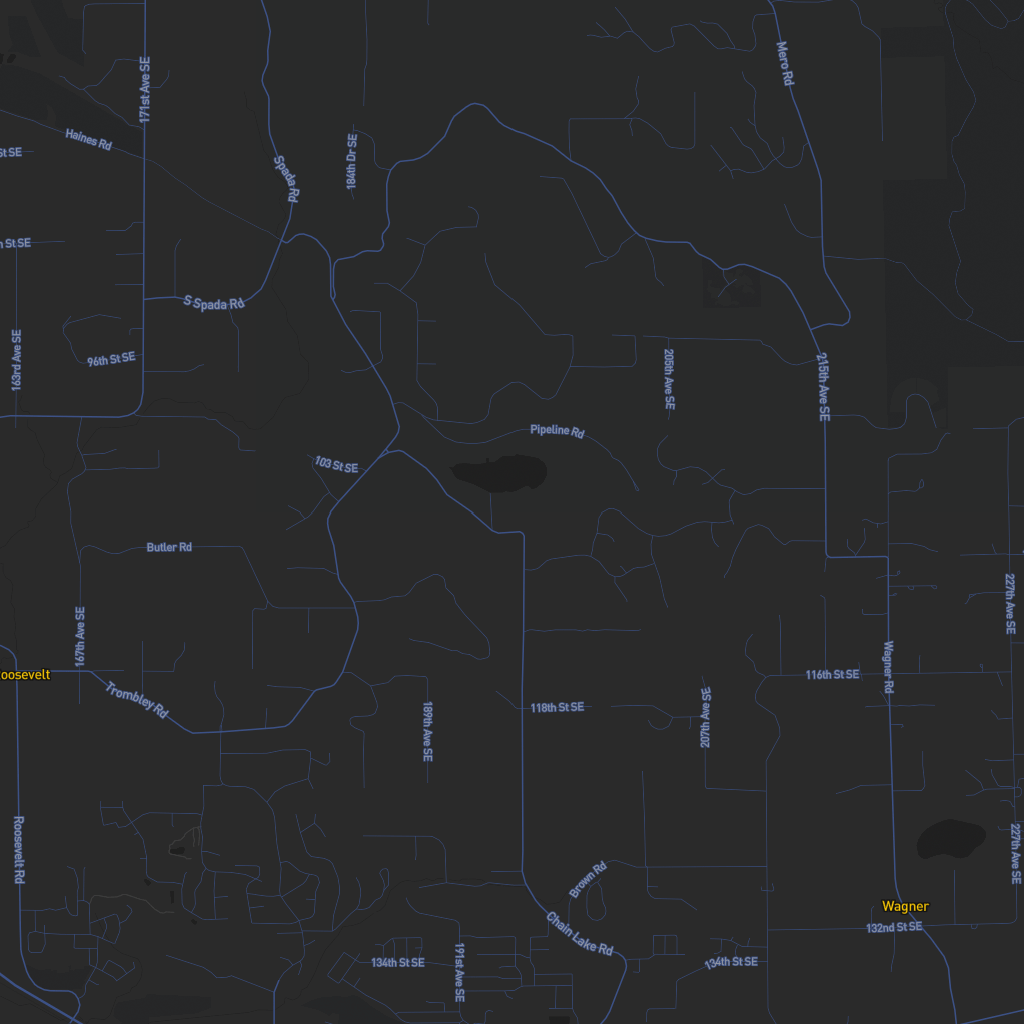 171st Ave SE
Mero Rd
Haines Rd
St SE
184th Dr SE
Spada Rd
St SE
S Spada Rd
163rd Ave SE
96th St SE
205th Ave SE
215th Ave SE
Pipeline Rd
103 St SE
Butler Rd
227th Ave SE
167th Ave SE
Wagner Rd
Roosevelt
116th St SE
Trombley Rd
118th St SE
207th Ave SE
189th Ave SE
Roosevelt Rd
227th Ave SE
Brown Rd
Wagner
132nd St SE
Chain Lake Rd
134th St SE
191st Ave SE
134th St SE